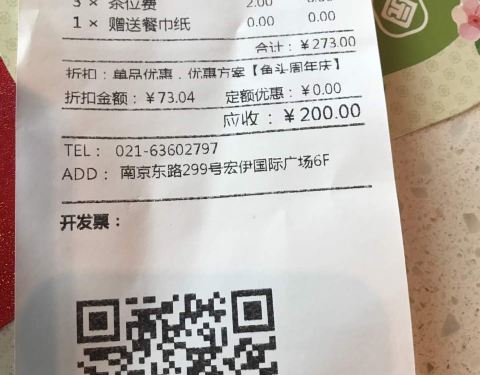 3 × 茶位费 2.00 0.00
1 × 赠送餐巾纸 0.00 0.00
合计：￥273.00
折扣：单品优惠，优惠方案【鱼头周年庆】
折扣金额：￥73.04 定额优惠：￥0.00
应收：￥200.00
TEL： 021-63602797
ADD： 南京东路299号宏伊国际广场6F
开发票：